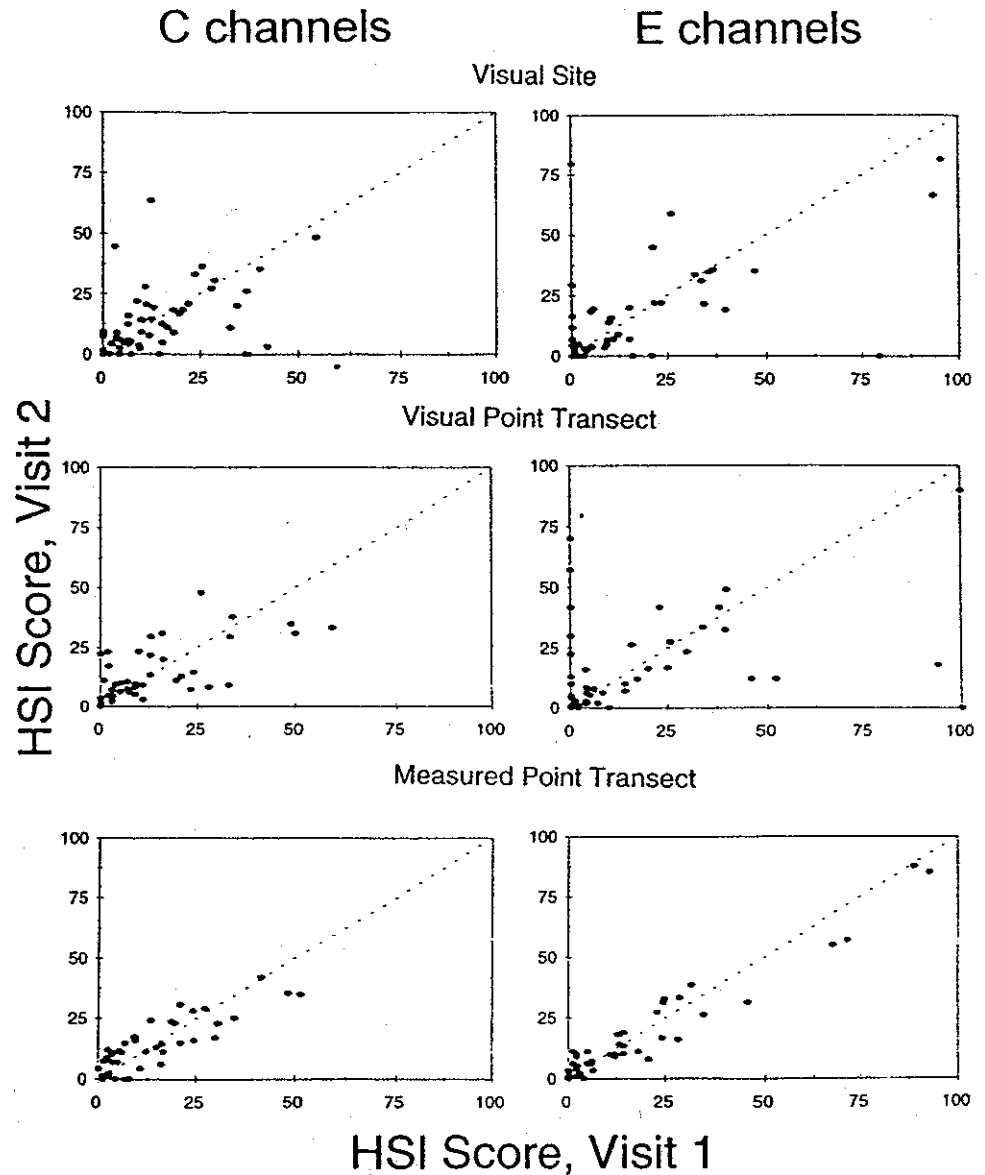 C channels E channels
Visual Site
100 100
75 75
50 50
25 25
0 0
0 25 50 75 100 0 25 50 75 100
Visual Point Transect
100 100
75 75
50 50
25 25
0 0
0 25 50 75 100 0 25 50 75 100
Measured Point Transect
100 100
75 75
50 50
25 25
0 0
0 25 50 75 100 0 25 50 75 100
HSI Score, Visit 2
HSI Score, Visit 1